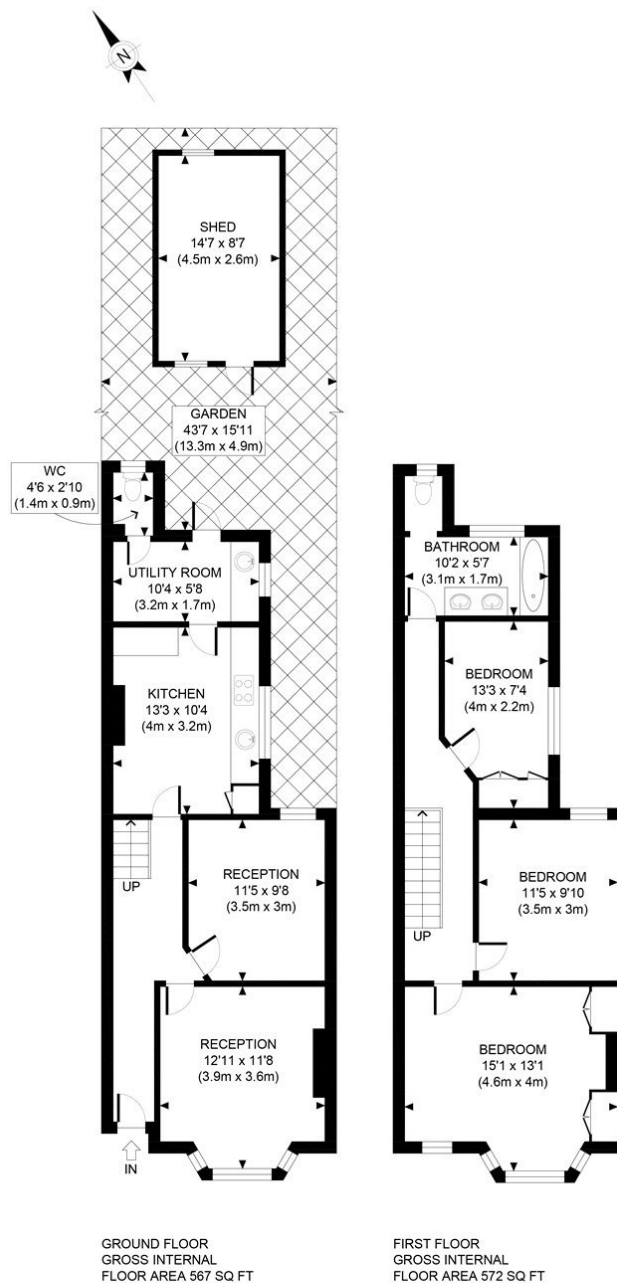 N
SHED
14'7 x 8'7
(4.5m x 2.6m)
GARDEN
43'7 x 15'11
(13.3m x 4.9m)
WC
4'6 x 2'10
(1.4m x 0.9m)
UTILITY ROOM
10'4 x 5'8
(3.2m x 1.7m)
KITCHEN
13'3 x 10'4
(4m x 3.2m)
UP
RECEPTION
11'5 x 9'8
(3.5m x 3m)
RECEPTION
12'11 x 11'8
(3.9m x 3.6m)
IN
GROUND FLOOR
GROSS INTERNAL
FLOOR AREA 567 SQ FT
BATHROOM
10'2 x 5'7
(3.1m x 1.7m)
BEDROOM
13'3 x 7'4
(4m x 2.2m)
BEDROOM
11'5 x 9'10
(3.5m x 3m)
UP
BEDROOM
15'1 x 13'1
(4.6m x 4m)
FIRST FLOOR
GROSS INTERNAL
FLOOR AREA 572 SQ FT